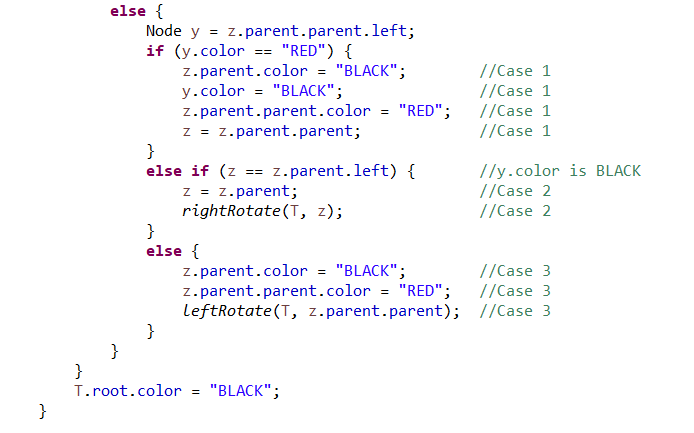 else {
Node y = z.parent.parent.left;
if (y.color == "RED") {
z.parent.color = "BLACK"; //Case 1
y.color = "BLACK"; //Case 1
z.parent.parent.color = "RED"; //Case 1
z = z.parent.parent; //Case 1
}
else if (z == z.parent.left) { //y.color is BLACK
z = z.parent; //Case 2
rightRotate(T, z); //Case 2
}
else {
z.parent.color = "BLACK"; //Case 3
z.parent.parent.color = "RED"; //Case 3
leftRotate(T, z.parent.parent); //Case 3
}
}
}
T.root.color = "BLACK";
}